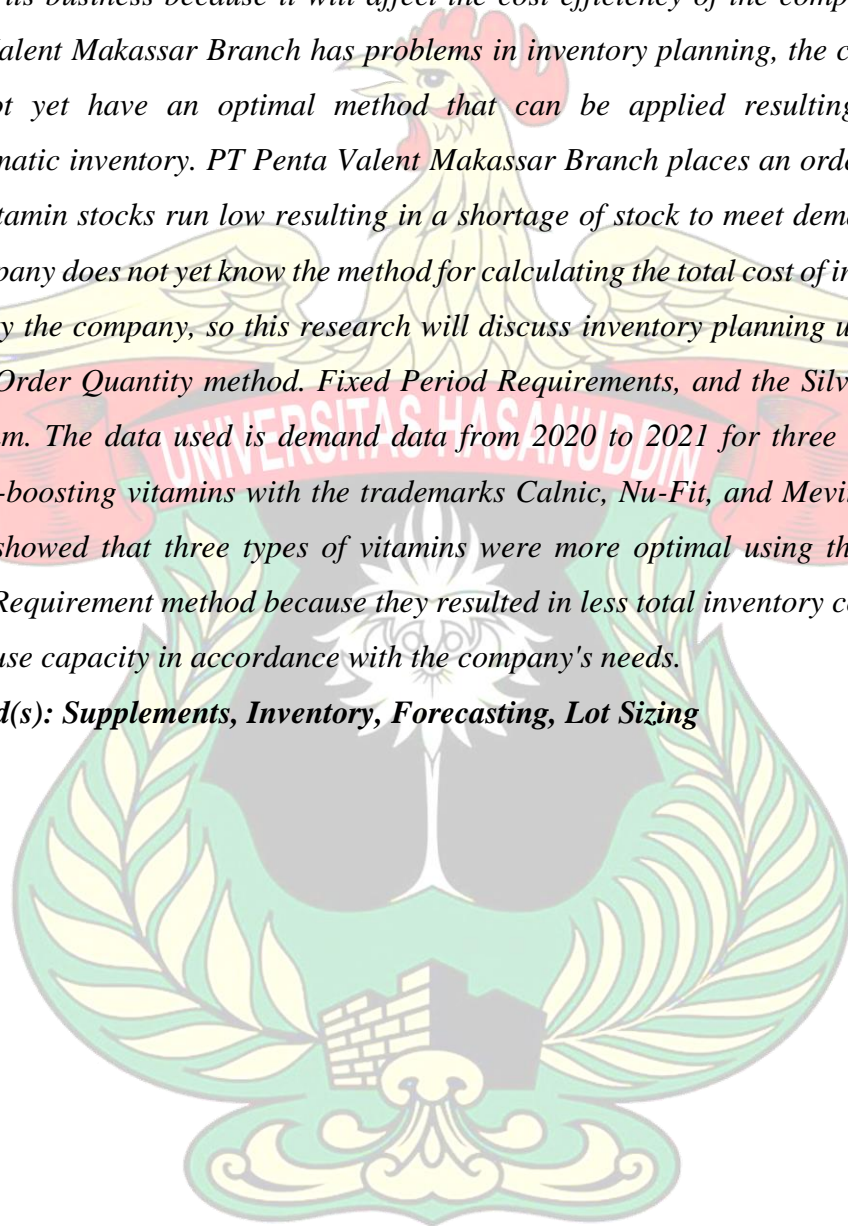 its business because it will affect the cost efficiency of the comp
alent Makassar Branch has problems in inventory planning, the c
ot yet have an optimal method that can be applied resulting
matic inventory. PT Penta Valent Makassar Branch places an orde
tamin stocks run low resulting in a shortage of stock to meet dema
pany does not yet know the method for calculating the total cost of in
y the company, so this research will discuss inventory planning u
Order Quantity method. Fixed Period Requirements, and the Silv
m. The data used is demand data from 2020 to 2021 for three
-boosting vitamins with the trademarks Calnic, Nu-Fit, and Mevi
showed that three types of vitamins were more optimal using th
Requirement method because they resulted in less total inventory c
use capacity in accordance with the company's needs.
d(s): Supplements, Inventory, Forecasting, Lot Sizing
UNIVERSITAS HASANUDDIN